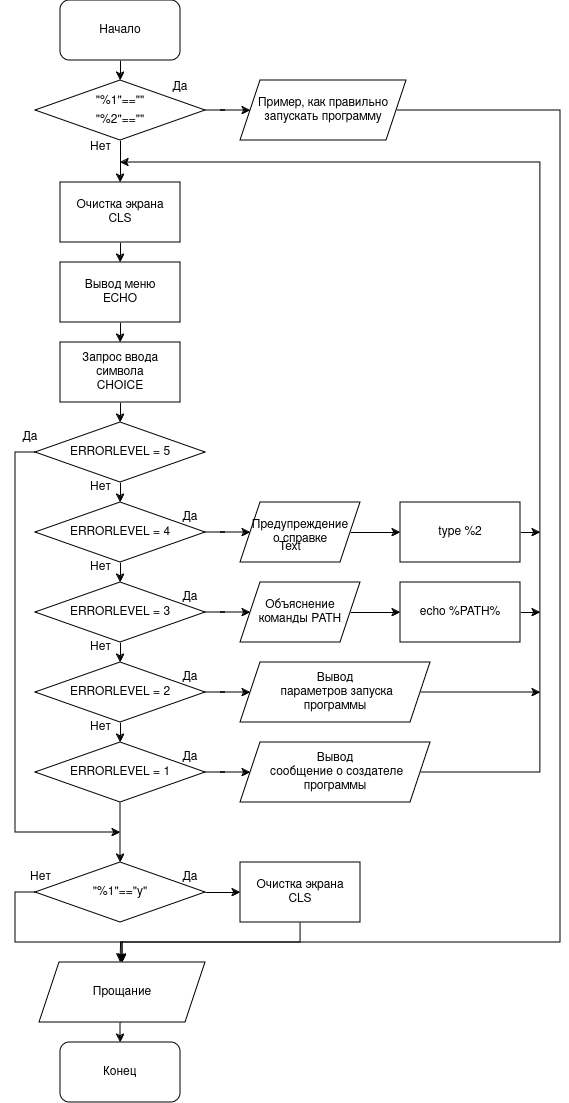 Начало
Да
"%1"==""
"%2"==""
Пример, как правильно
запускать программу
Нет
Очистка экрана
CLS
Вывод меню
ECHO
Запрос ввода
символа
CHOICE
Да
ERRORLEVEL = 5
Нет
ERRORLEVEL = 4
Да
Предупреждение
о справке
Text
type %2
Нет
ERRORLEVEL = 3
Да
Объяснение
команды PATH
echo %PATH%
Нет
ERRORLEVEL = 2
Да
Вывод
параметров запуска
программы
Нет
ERRORLEVEL = 1
Да
Вывод
сообщение о создателе
программы
Нет
"%1"=="y"
Да
Очистка экрана
CLS
Прощание
Конец